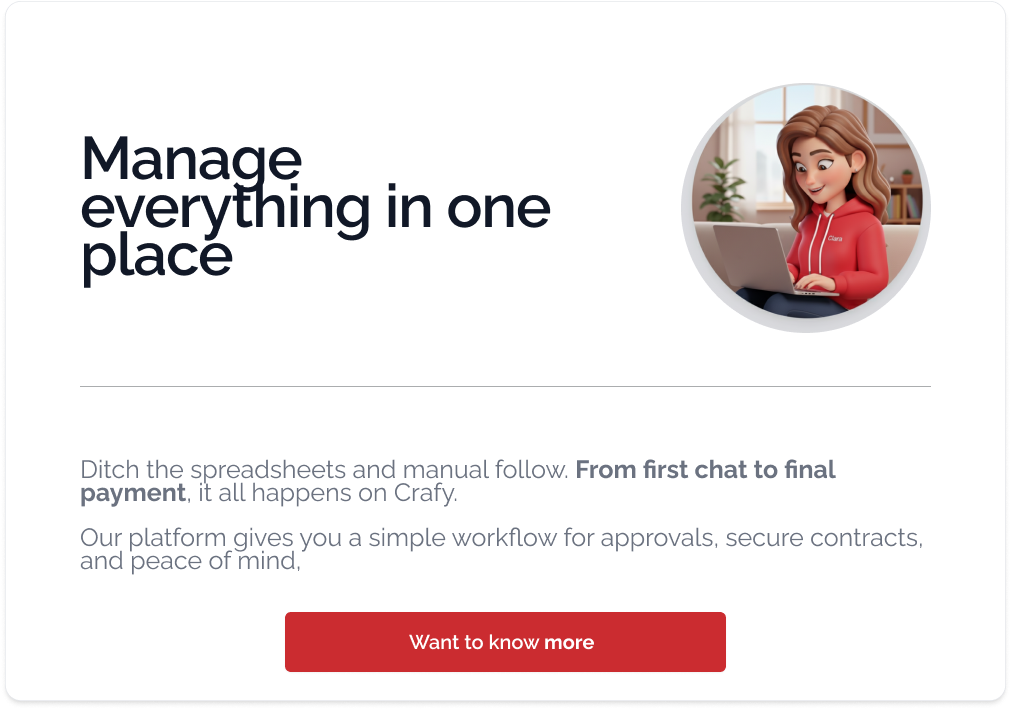 Manage
everything in one
place
Clara
Ditch the spreadsheets and manual follow. From first chat to final
payment, it all happens on Crafy.
Our platform gives you a simple workflow for approvals, secure contracts,
and peace of mind,
Want to know more